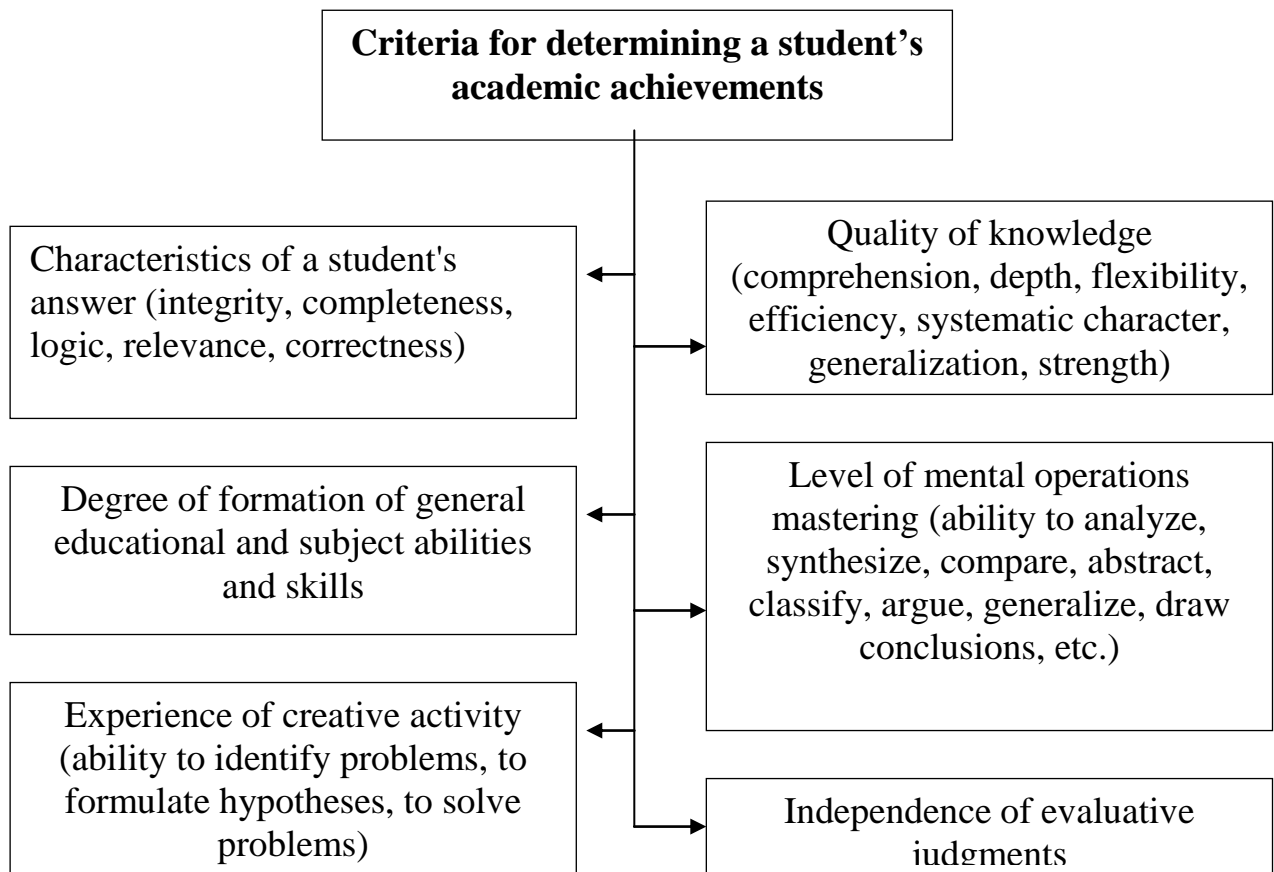 Criteria for determining a student’s
academic achievements
Characteristics of a student's
answer (integrity, completeness,
logic, relevance, correctness)
Quality of knowledge
(comprehension, depth, flexibility,
efficiency, systematic character,
generalization, strength)
Degree of formation of general
educational and subject abilities
and skills
Level of mental operations
mastering (ability to analyze,
synthesize, compare, abstract,
classify, argue, generalize, draw
conclusions, etc.)
Experience of creative activity
(ability to identify problems, to
formulate hypotheses, to solve
problems)
Independence of evaluative
judgments